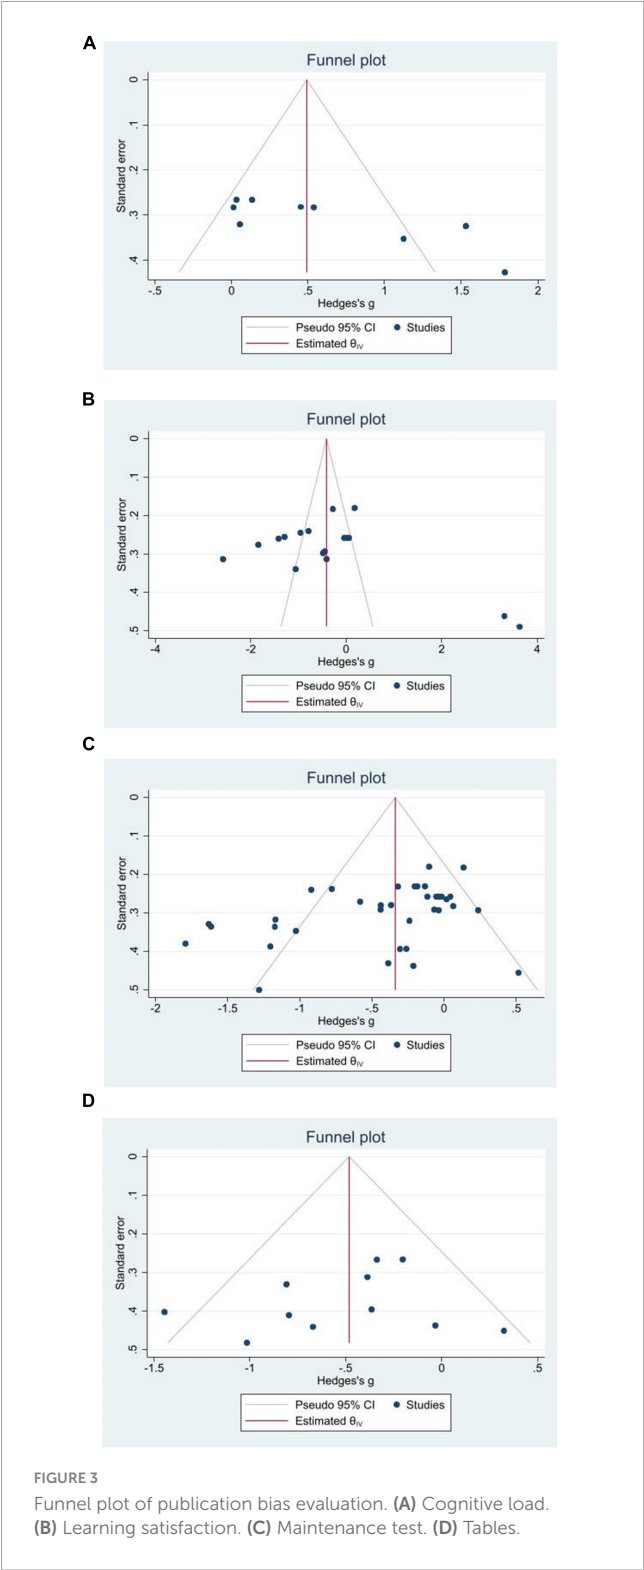 A
Funnel plot
Standard error
0
.1
.2
.3
.4
-.5
0
.5
1
1.5
2
Hedges's g
Pseudo 95% CI
Studies
Estimated θIV
B
Funnel plot
Standard error
0
.1
.2
.3
.4
.5
-4
-2
0
2
4
Hedges's g
Pseudo 95% CI
Studies
Estimated θIV
C
Funnel plot
Standard error
0
.1
.2
.3
.4
.5
-2
-1.5
-1
-.5
0
.5
Hedges's g
Pseudo 95% CI
Studies
Estimated θIV
D
Funnel plot
Standard error
0
.1
.2
.3
.4
.5
-1.5
-1
-.5
0
.5
Hedges's g
Pseudo 95% CI
Studies
Estimated θIV
FIGURE 3
Funnel plot of publication bias evaluation. (A) Cognitive load.
(B) Learning satisfaction. (C) Maintenance test. (D) Tables.